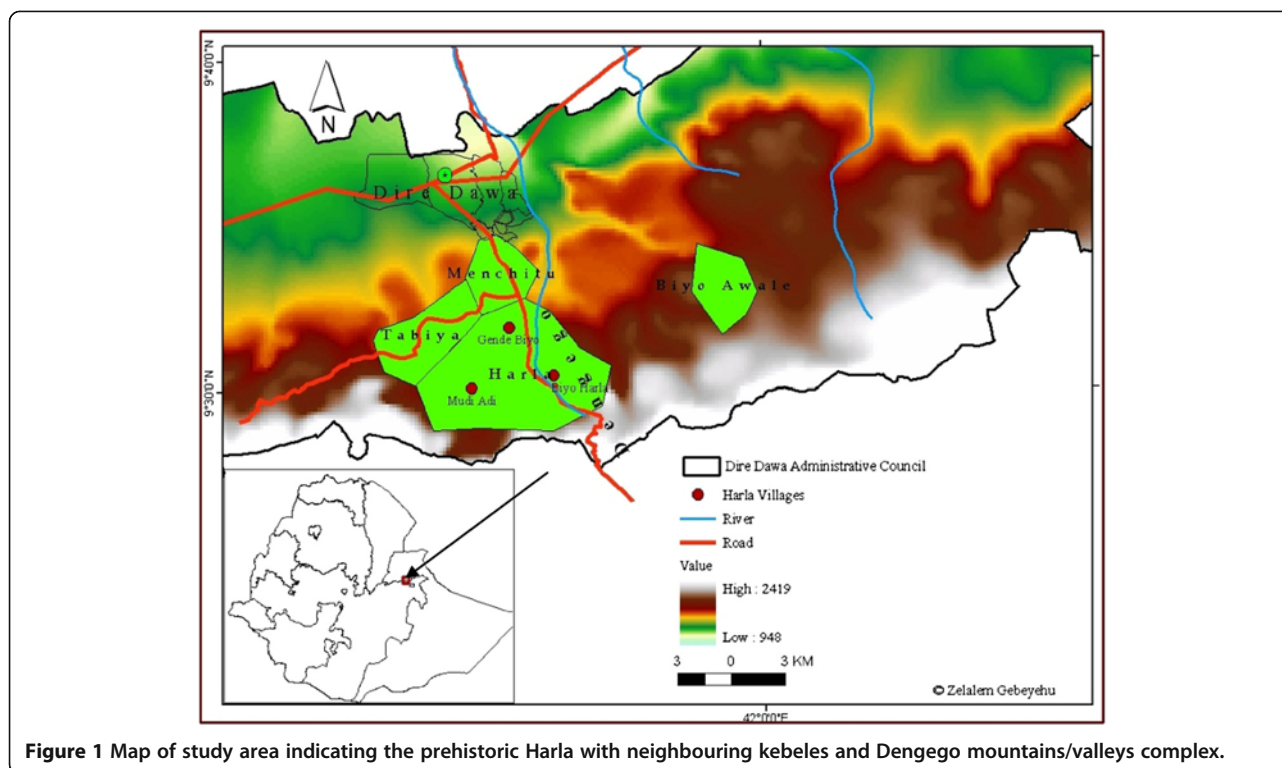 9°40'0"N
N
Dire Dawa
Menchitu
Biyo Awale
Tahiya
Gende Biyo
Harla
Biyo Harla
Mudi Adi
9°30'0"N
Dengego
Dire Dawa Administrative Council
Harla Villages
River
Road
Value
High : 2419
Low : 948
3 0 3 KM
© Zelalem Gebeyehu
42°0'0"E
Figure 1 Map of study area indicating the prehistoric Harla with neighbouring kebeles and Dengego mountains/valleys complex.